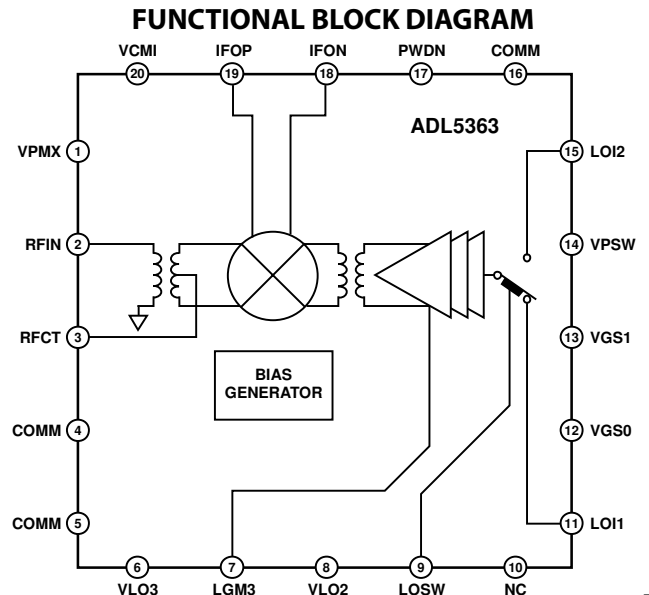 FUNCTIONAL BLOCK DIAGRAM
VCMI IFOP IFON PWDN COMM
20 19 18 17 16
ADL5363
VPMX 1
15 LOI2
RFIN 2
14 VPSW
RFCT 3
13 VGS1
BIAS
GENERATOR
COMM 4
12 VGS0
COMM 5
11 LOI1
6 7 8 9 10
VLO3 LGM3 VLO2 LOSW NC